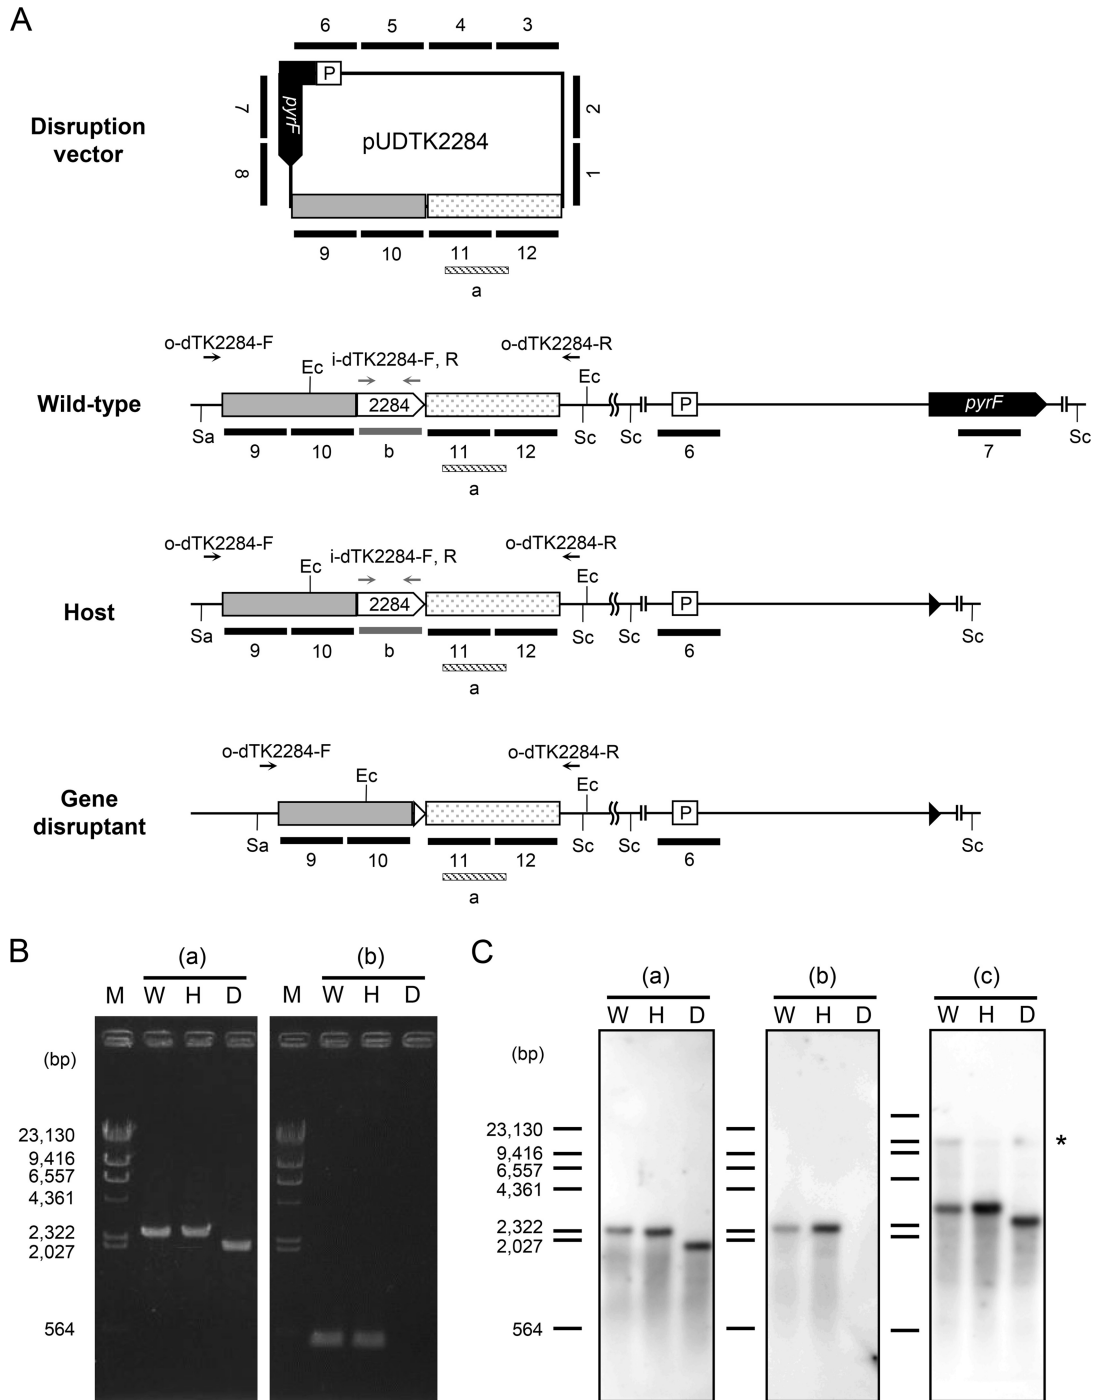 A
6 5 4 3
P
pyrF
7
8
2
1
Disruption
vector
pUDTK2284
9 10 11 12
a
o-dTK2284-F
Ec
i-dTK2284-F, R
o-dTK2284-R
Ec
Wild-type
2284
P
pyrF
Sa
Sc
Sc
Sc
9 10 b 11 12 6 7
a
o-dTK2284-F
Ec
i-dTK2284-F, R
o-dTK2284-R
Ec
Host
2284
P
Sa
Sc
Sc
Sc
9 10 b 11 12 6
a
o-dTK2284-F
o-dTK2284-R
Ec
Ec
Gene
disruptant
P
Sa
Sc
Sc
Sc
9 10 11 12 6
a
B
(a)
(b)
M W H D
M W H D
(bp)
23,130
9,416
6,557
4,361
2,322
2,027
564
C
(a)
(b)
(c)
W H D
W H D
W H D
(bp)
23,130
9,416
6,557
4,361
2,322
2,027
564
*